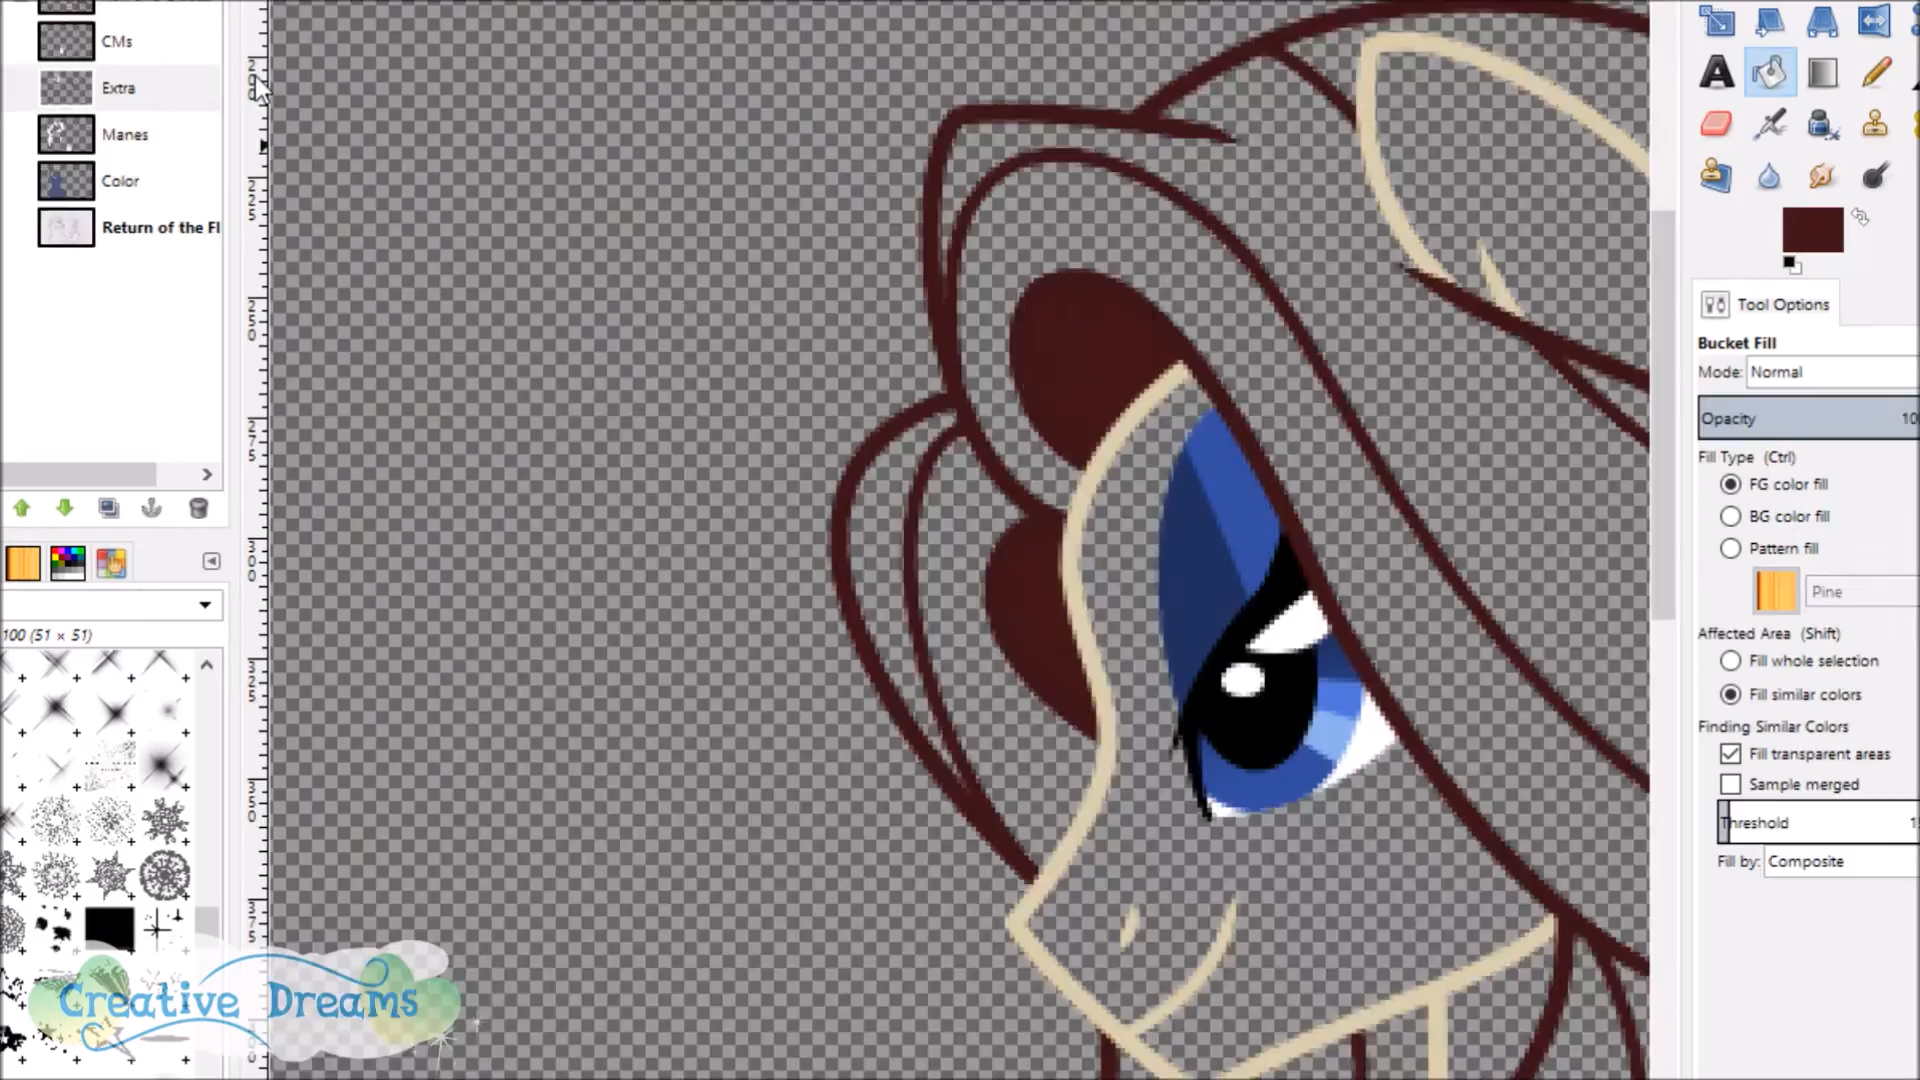 CMs
Extra
Manes
Color
Return of the Fl
100 (51 × 51)
Creative Dreams
Tool Options
Bucket Fill
Mode: Normal
Opacity 10
Fill Type (Ctrl)
FG color fill
BG color fill
Pattern fill
Pine
Affected Area (Shift)
Fill whole selection
Fill similar colors
Finding Similar Colors
Fill transparent areas
Sample merged
Threshold 1
Fill by: Composite